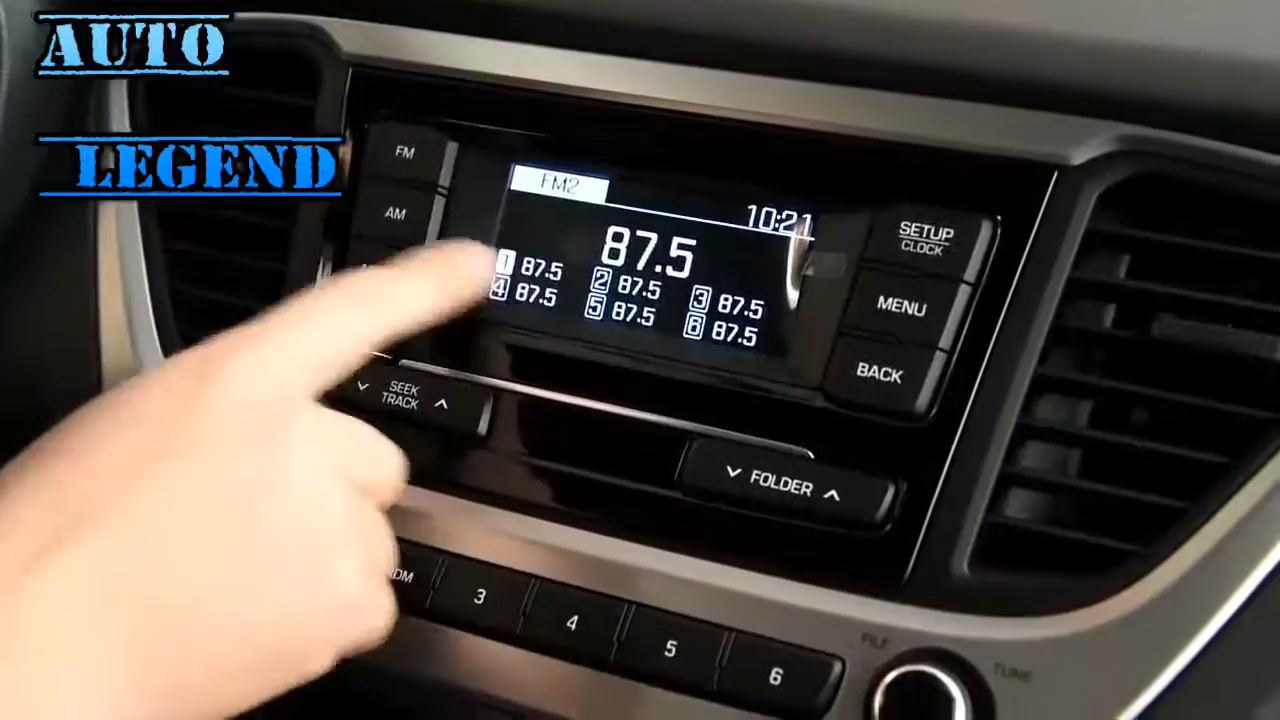 AUTO
LEGEND
FM
AM
FM2
10:21
87.5
1 87.5
2 87.5
3 87.5
4 87.5
5 87.5
6 87.5
SETUP
CLOCK
MENU
BACK
SEEK
TRACK
FOLDER
3
4
5
6
FILE
TUNE